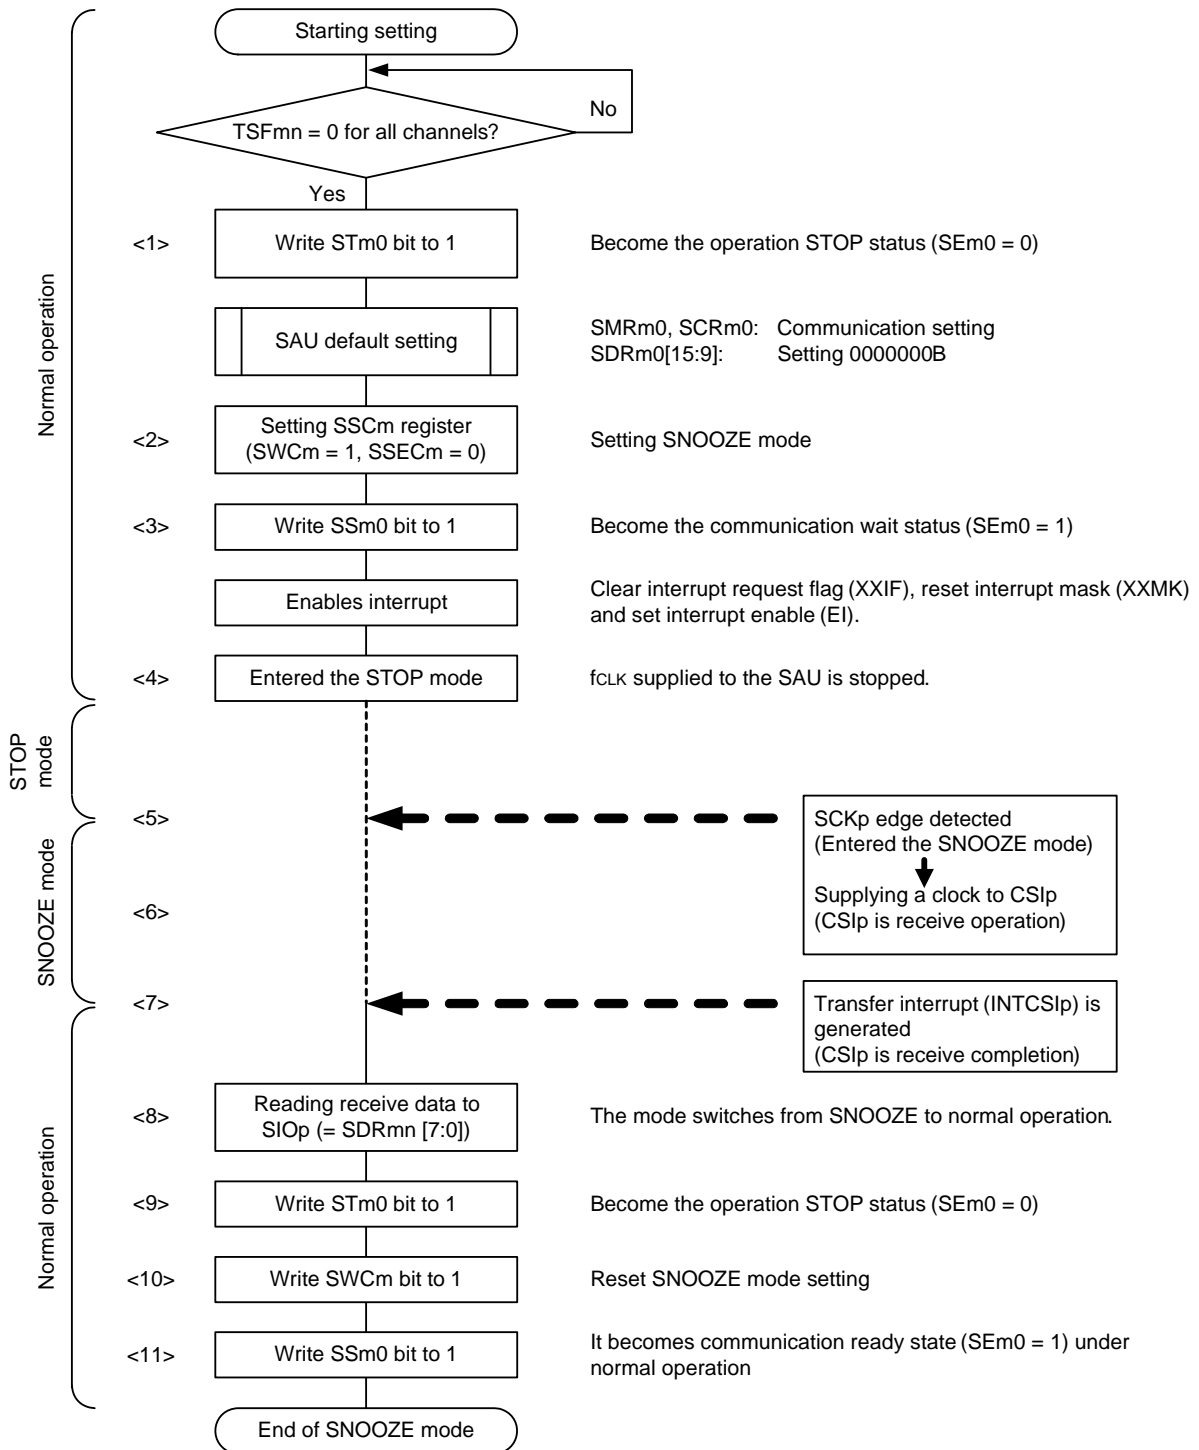 Starting setting
No
TSFmn = 0 for all channels?
Yes
<1>
Write STm0 bit to 1
Become the operation STOP status (SEm0 = 0)
SAU default setting
SMRm0, SCRm0: Communication setting
SDRm0[15:9]: Setting 0000000B
Normal operation
<2>
Setting SSCm register
(SWCm = 1, SSECm = 0)
Setting SNOOZE mode
<3>
Write SSm0 bit to 1
Become the communication wait status (SEm0 = 1)
Enables interrupt
Clear interrupt request flag (XXIF), reset interrupt mask (XXMK)
and set interrupt enable (EI).
<4>
Entered the STOP mode
fCLK supplied to the SAU is stopped.
STOP
mode
<5>
SCKp edge detected
(Entered the SNOOZE mode)
Supplying a clock to CSIp
(CSIp is receive operation)
SNOOZE mode
<6>
<7>
Transfer interrupt (INTCSIp) is
generated
(CSIp is receive completion)
<8>
Reading receive data to
SIOp (= SDRmn [7:0])
The mode switches from SNOOZE to normal operation.
Normal operation
<9>
Write STm0 bit to 1
Become the operation STOP status (SEm0 = 0)
<10>
Write SWCm bit to 1
Reset SNOOZE mode setting
<11>
Write SSm0 bit to 1
It becomes communication ready state (SEm0 = 1) under
normal operation
End of SNOOZE mode